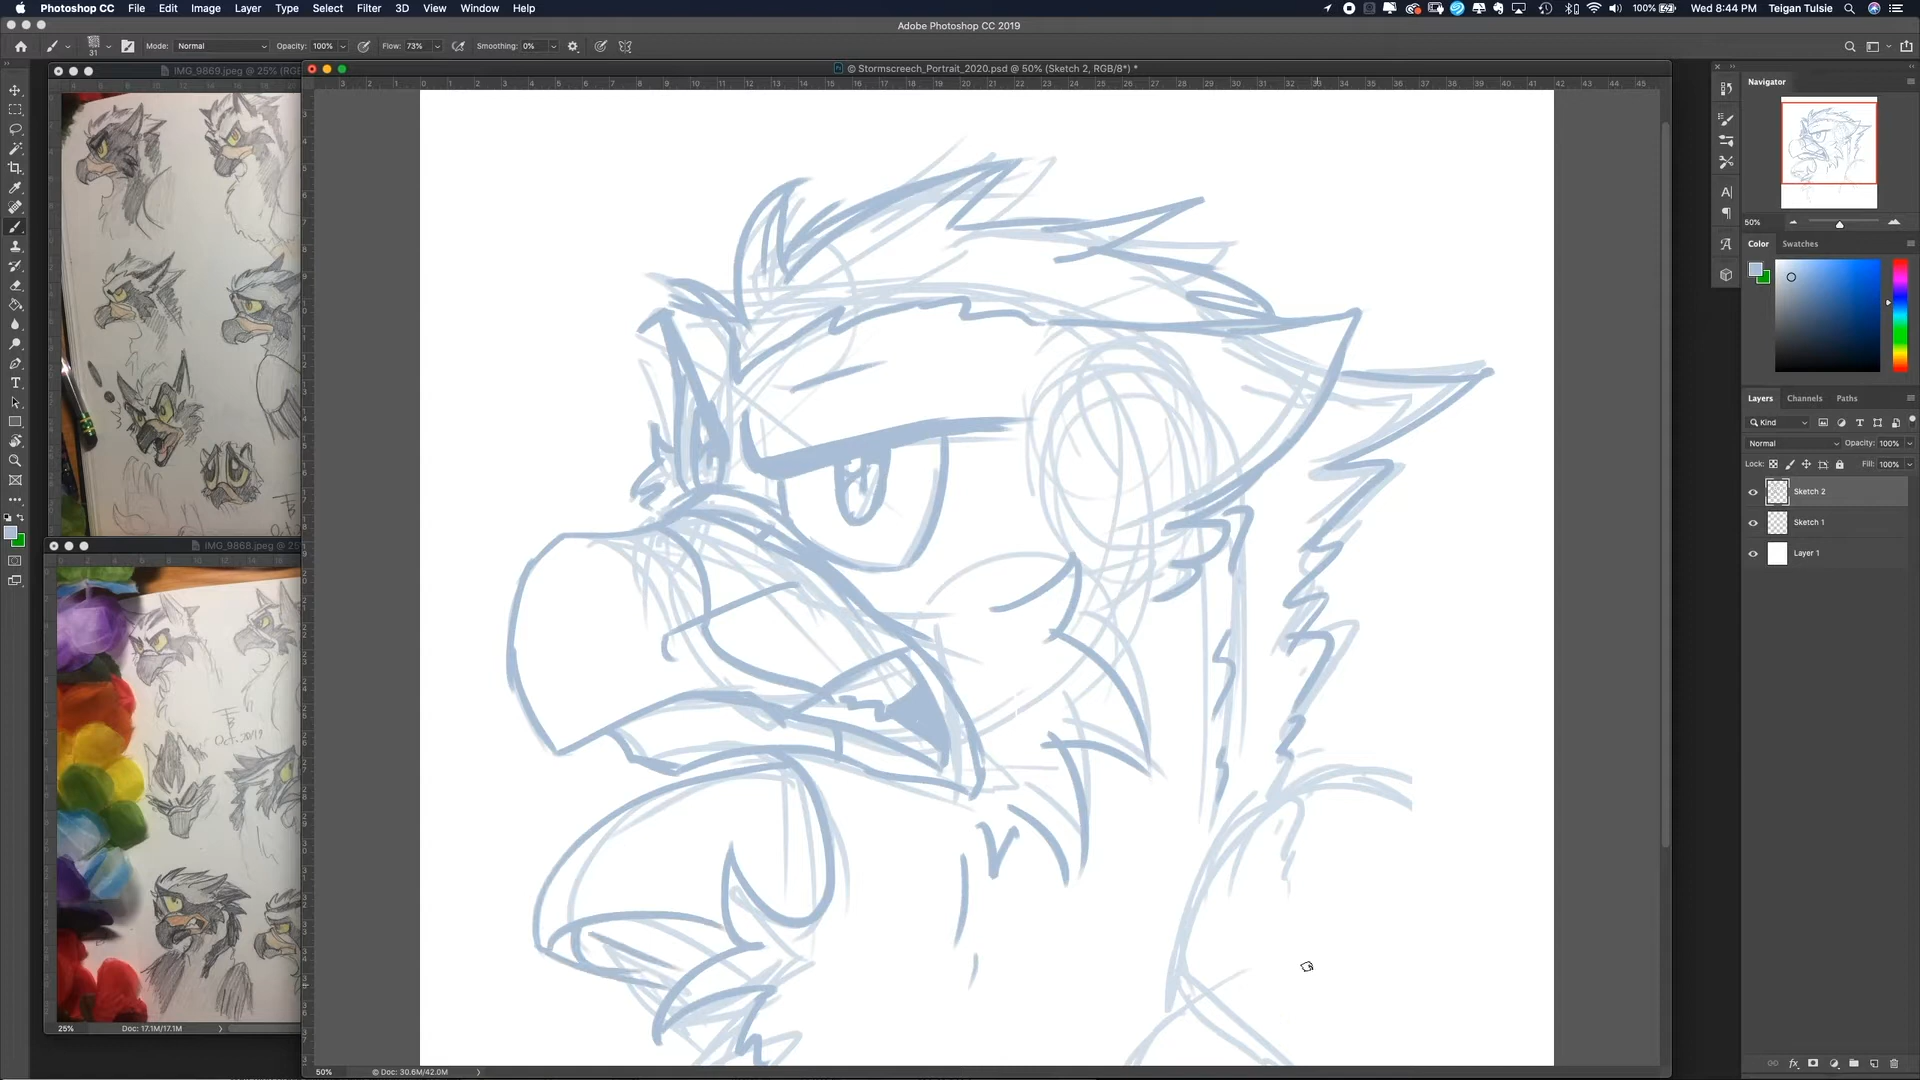 Photoshop CC File Edit Image Layer Type Select Filter 3D View Window Help
100% Wed 8:44 PM Teigan Tulsie
Adobe Photoshop CC 2019
31 Mode: Normal Opacity: 100% Flow: 73% Smoothing: 0%
IMG_9869.jpeg @ 25% (RGB
© Stormscreech_Portrait_2020.psd @ 50% (Sketch 2, RGB/8*) *
Navigator
50%
Color Swatches
Layers Channels Paths
Kind
Normal Opacity: 100%
Lock: Fill: 100%
Sketch 2
Sketch 1
Layer 1
IMG_9868.jpeg @ 25
Oct. 2019
25% Doc: 17.1M/17.1M
50% © Doc: 30.6M/42.0M